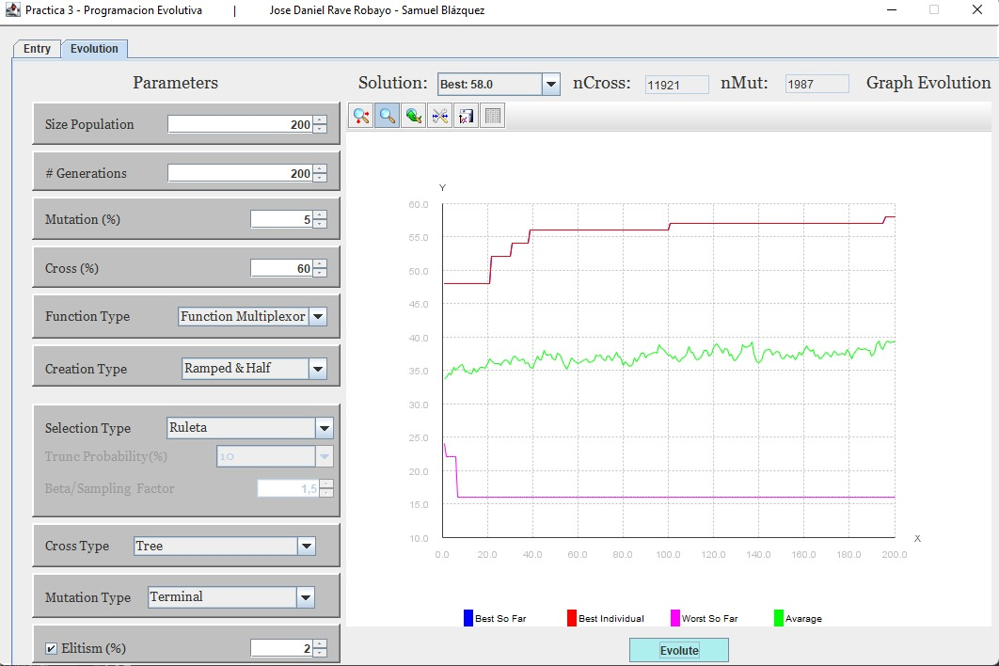 Practica 3 - Programacion Evolutiva | Jose Daniel Rave Robayo - Samuel Blázquez
Entry Evolution
Parameters
Size Population 200
# Generations 200
Mutation (%) 5
Cross (%) 60
Function Type Function Multiplexor
Creation Type Ramped & Half
Selection Type Ruleta
Trunc Probability(%) 10
Beta/Sampling Factor 1,5
Cross Type Tree
Mutation Type Terminal
Elitism (%) 2
Solution: Best: 58.0 nCross: 11921 nMut: 1987 Graph Evolution
Y
60.0
55.0
50.0
45.0
40.0
35.0
30.0
25.0
20.0
15.0
10.0
X
0.0 20.0 40.0 60.0 80.0 100.0 120.0 140.0 160.0 180.0 200.0
Best So Far Best Individual Worst So Far Avarage
Evolute